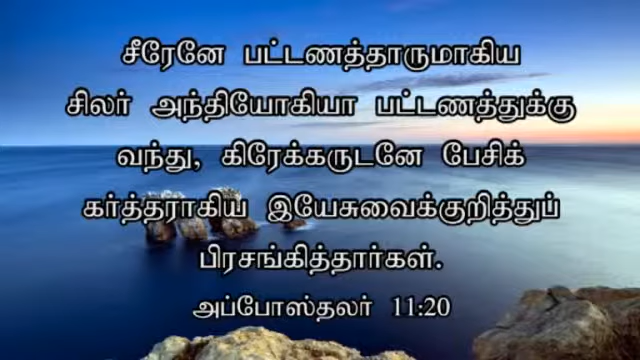 சீரேனே பட்டணத்தாருமாகிய
சிலர் அந்தியோகியா பட்டணத்துக்கு
வந்து, கிரேக்கருடனே பேசிக்
கர்த்தராகிய இயேசுவைக்குறித்துப்
பிரசங்கித்தார்கள்.
அப்போஸ்தலர் 11:20